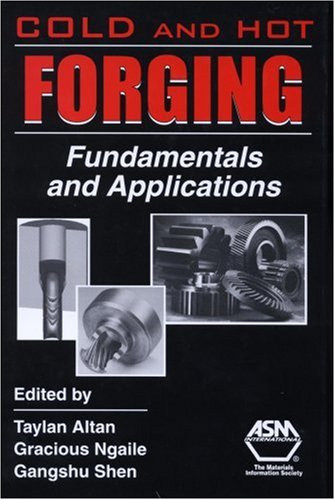 COLD AND HOT
FORGING
Fundamentals
and Applications
Edited by
Taylan Altan
Gracious Ngaile
Gangshu Shen
ASM
INTERNATIONAL
The Materials
Information Society